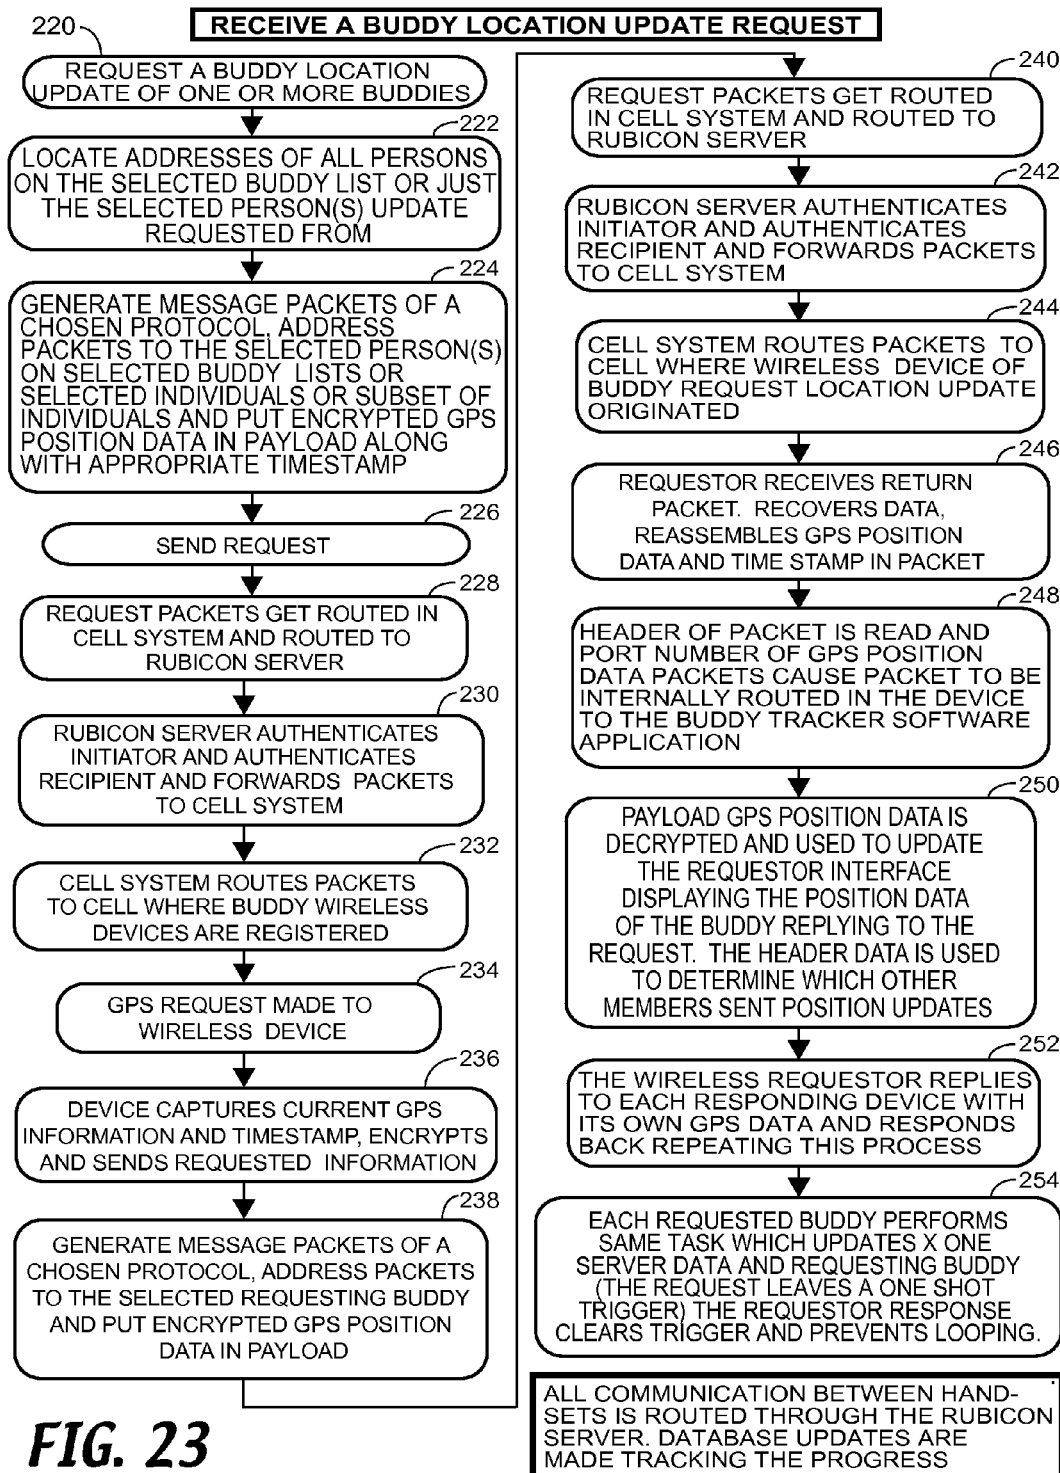 RECEIVE A BUDDY LOCATION UPDATE REQUEST
220
REQUEST A BUDDY LOCATION
UPDATE OF ONE OR MORE BUDDIES
222
LOCATE ADDRESSES OF ALL PERSONS
ON THE SELECTED BUDDY LIST OR JUST
THE SELECTED PERSON(S) UPDATE
REQUESTED FROM
224
GENERATE MESSAGE PACKETS OF A
CHOSEN PROTOCOL, ADDRESS
PACKETS TO THE SELECTED PERSON(S)
ON SELECTED BUDDY LISTS OR
SELECTED INDIVIDUALS OR SUBSET OF
INDIVIDUALS AND PUT ENCRYPTED GPS
POSITION DATA IN PAYLOAD ALONG
WITH APPROPRIATE TIMESTAMP
226
SEND REQUEST
228
REQUEST PACKETS GET ROUTED IN
CELL SYSTEM AND ROUTED TO
RUBICON SERVER
230
RUBICON SERVER AUTHENTICATES
INITIATOR AND AUTHENTICATES
RECIPIENT AND FORWARDS PACKETS
TO CELL SYSTEM
232
CELL SYSTEM ROUTES PACKETS
TO CELL WHERE BUDDY WIRELESS
DEVICES ARE REGISTERED
234
GPS REQUEST MADE TO
WIRELESS DEVICE
236
DEVICE CAPTURES CURRENT GPS
INFORMATION AND TIMESTAMP, ENCRYPTS
AND SENDS REQUESTED INFORMATION
238
GENERATE MESSAGE PACKETS OF A
CHOSEN PROTOCOL, ADDRESS PACKETS
TO THE SELECTED REQUESTING BUDDY
AND PUT ENCRYPTED GPS POSITION
DATA IN PAYLOAD
240
REQUEST PACKETS GET ROUTED
IN CELL SYSTEM AND ROUTED TO
RUBICON SERVER
242
RUBICON SERVER AUTHENTICATES
INITIATOR AND AUTHENTICATES
RECIPIENT AND FORWARDS PACKETS
TO CELL SYSTEM
244
CELL SYSTEM ROUTES PACKETS TO
CELL WHERE WIRELESS DEVICE OF
BUDDY REQUEST LOCATION UPDATE
ORIGINATED
246
REQUESTOR RECEIVES RETURN
PACKET. RECOVERS DATA,
REASSEMBLES GPS POSITION
DATA AND TIME STAMP IN PACKET
248
HEADER OF PACKET IS READ AND
PORT NUMBER OF GPS POSITION
DATA PACKETS CAUSE PACKET TO BE
INTERNALLY ROUTED IN THE DEVICE
TO THE BUDDY TRACKER SOFTWARE
APPLICATION
250
PAYLOAD GPS POSITION DATA IS
DECRYPTED AND USED TO UPDATE
THE REQUESTOR INTERFACE
DISPLAYING THE POSITION DATA
OF THE BUDDY REPLYING TO THE
REQUEST. THE HEADER DATA IS USED
TO DETERMINE WHICH OTHER
MEMBERS SENT POSITION UPDATES
252
THE WIRELESS REQUESTOR REPLIES
TO EACH RESPONDING DEVICE WITH
ITS OWN GPS DATA AND RESPONDS
BACK REPEATING THIS PROCESS
254
EACH REQUESTED BUDDY PERFORMS
SAME TASK WHICH UPDATES X ONE
SERVER DATA AND REQUESTING BUDDY
(THE REQUEST LEAVES A ONE SHOT
TRIGGER) THE REQUESTOR RESPONSE
CLEARS TRIGGER AND PREVENTS LOOPING.
ALL COMMUNICATION BETWEEN HAND-
SETS IS ROUTED THROUGH THE RUBICON
SERVER. DATABASE UPDATES ARE
MADE TRACKING THE PROGRESS
FIG. 23